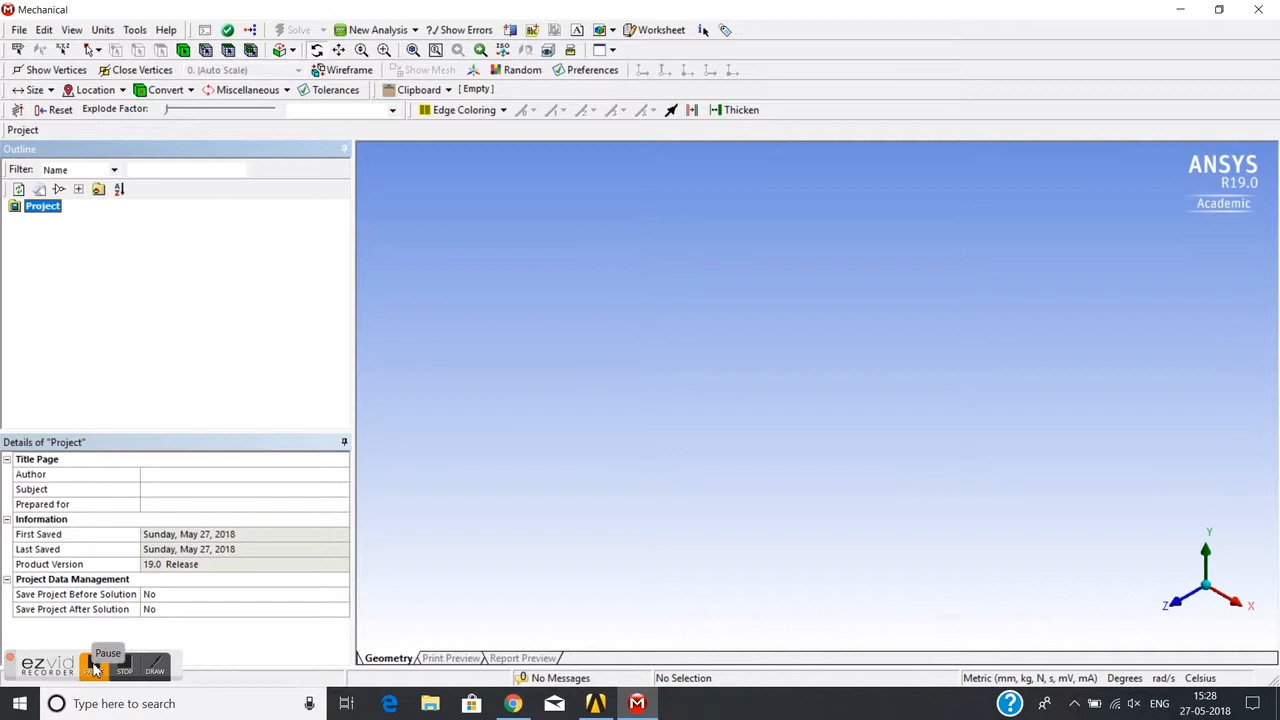 Mechanical
File Edit View Units Tools Help Solve New Analysis ? Show Errors Worksheet
Show Vertices Close Vertices 0. (Auto Scale) Wireframe Show Mesh Random Preferences
Size Location Convert Miscellaneous Tolerances Clipboard [ Empty ]
Reset Explode Factor: Edge Coloring Thicken
Project
Outline
Filter: Name
Project
ANSYS
R19.0
Academic
Details of "Project"
Title Page
Author
Subject
Prepared for
Information
First Saved Sunday, May 27, 2018
Last Saved Sunday, May 27, 2018
Product Version 19.0 Release
Project Data Management
Save Project Before Solution No
Save Project After Solution No
Y
Z X
Pause
ezvid
RECORDER
STOP DRAW
Geometry Print Preview Report Preview
0 No Messages No Selection Metric (mm, kg, N, s, mV, mA) Degrees rad/s Celsius
Type here to search
ENG
15:28
27-05-2018